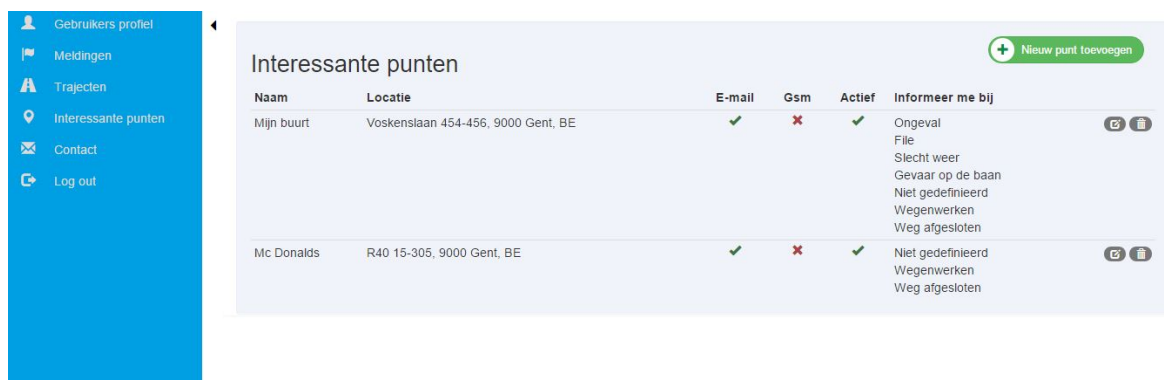 Gebruikers profiel
Meldingen
Trajecten
Interessante punten
Contact
Log out
Nieuw punt toevoegen
Interessante punten
Naam Locatie E-mail Gsm Actief Informeer me bij
Mijn buurt Voskenslaan 454-456, 9000 Gent, BE Ongeval
File
Slecht weer
Gevaar op de baan
Niet gedefinieerd
Wegenwerken
Weg afgesloten
Mc Donalds R40 15-305, 9000 Gent, BE Niet gedefinieerd
Wegenwerken
Weg afgesloten